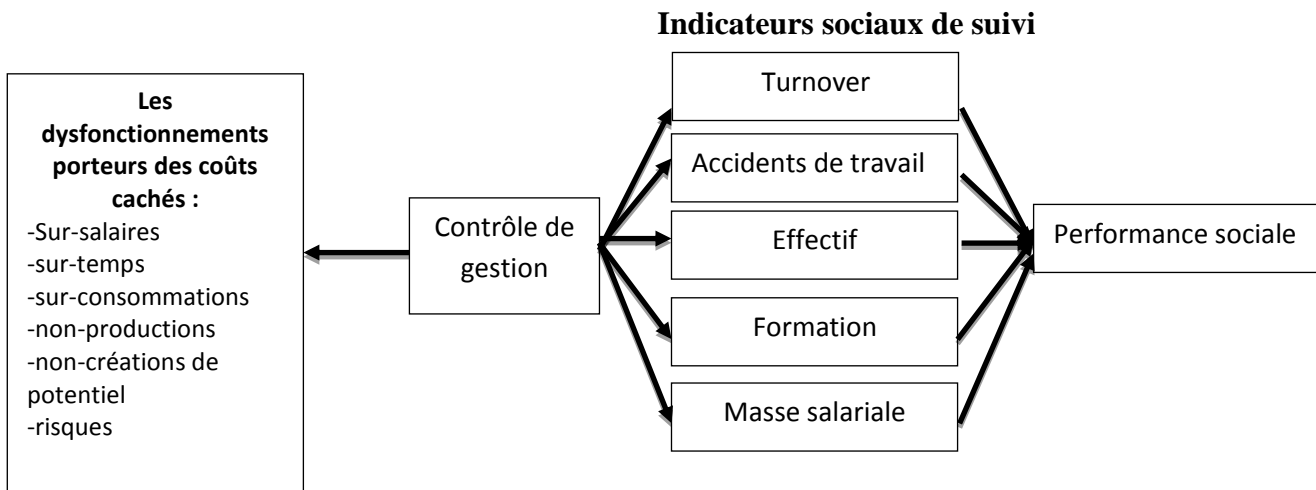 Indicateurs sociaux de suivi
Les
dysfonctionnements
porteurs des coûts
cachés :
-Sur-salaires
-sur-temps
-sur-consommations
-non-productions
-non-créations de
potentiel
-risques
Contrôle de
gestion
Turnover
Accidents de travail
Effectif
Formation
Masse salariale
Performance sociale